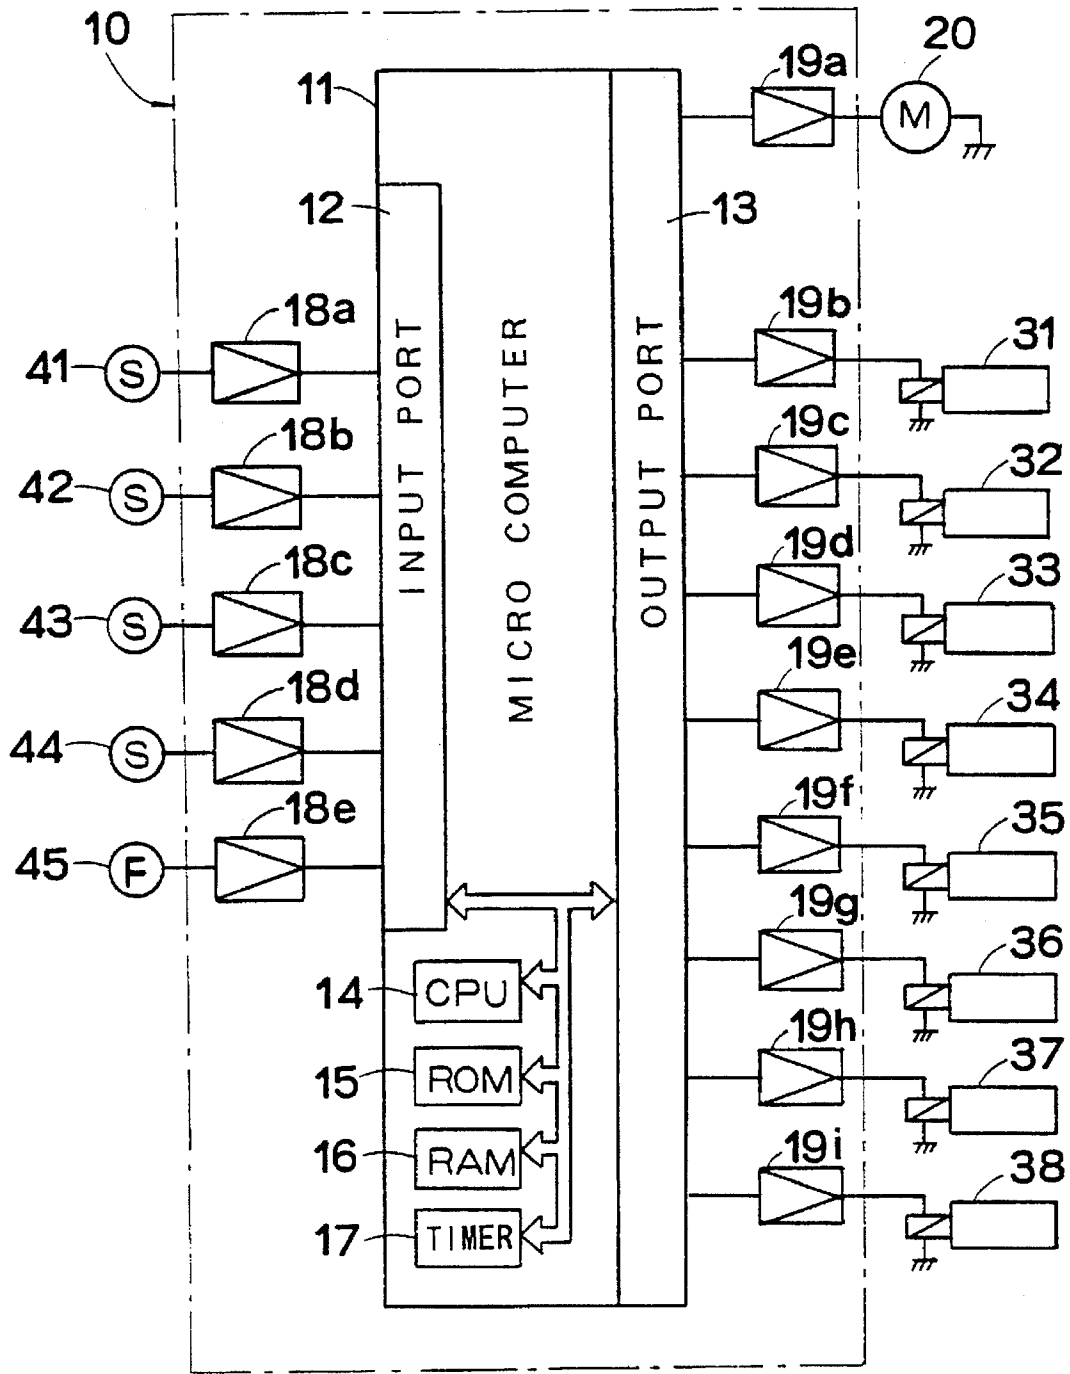 10
11
12
INPUT PORT
MICRO COMPUTER
13
OUTPUT PORT
14
CPU
15
ROM
16
RAM
17
TIMER
41
S
18a
42
S
18b
43
S
18c
44
S
18d
45
F
18e
19a
20
M
19b
31
19c
32
19d
33
19e
34
19f
35
19g
36
19h
37
19i
38